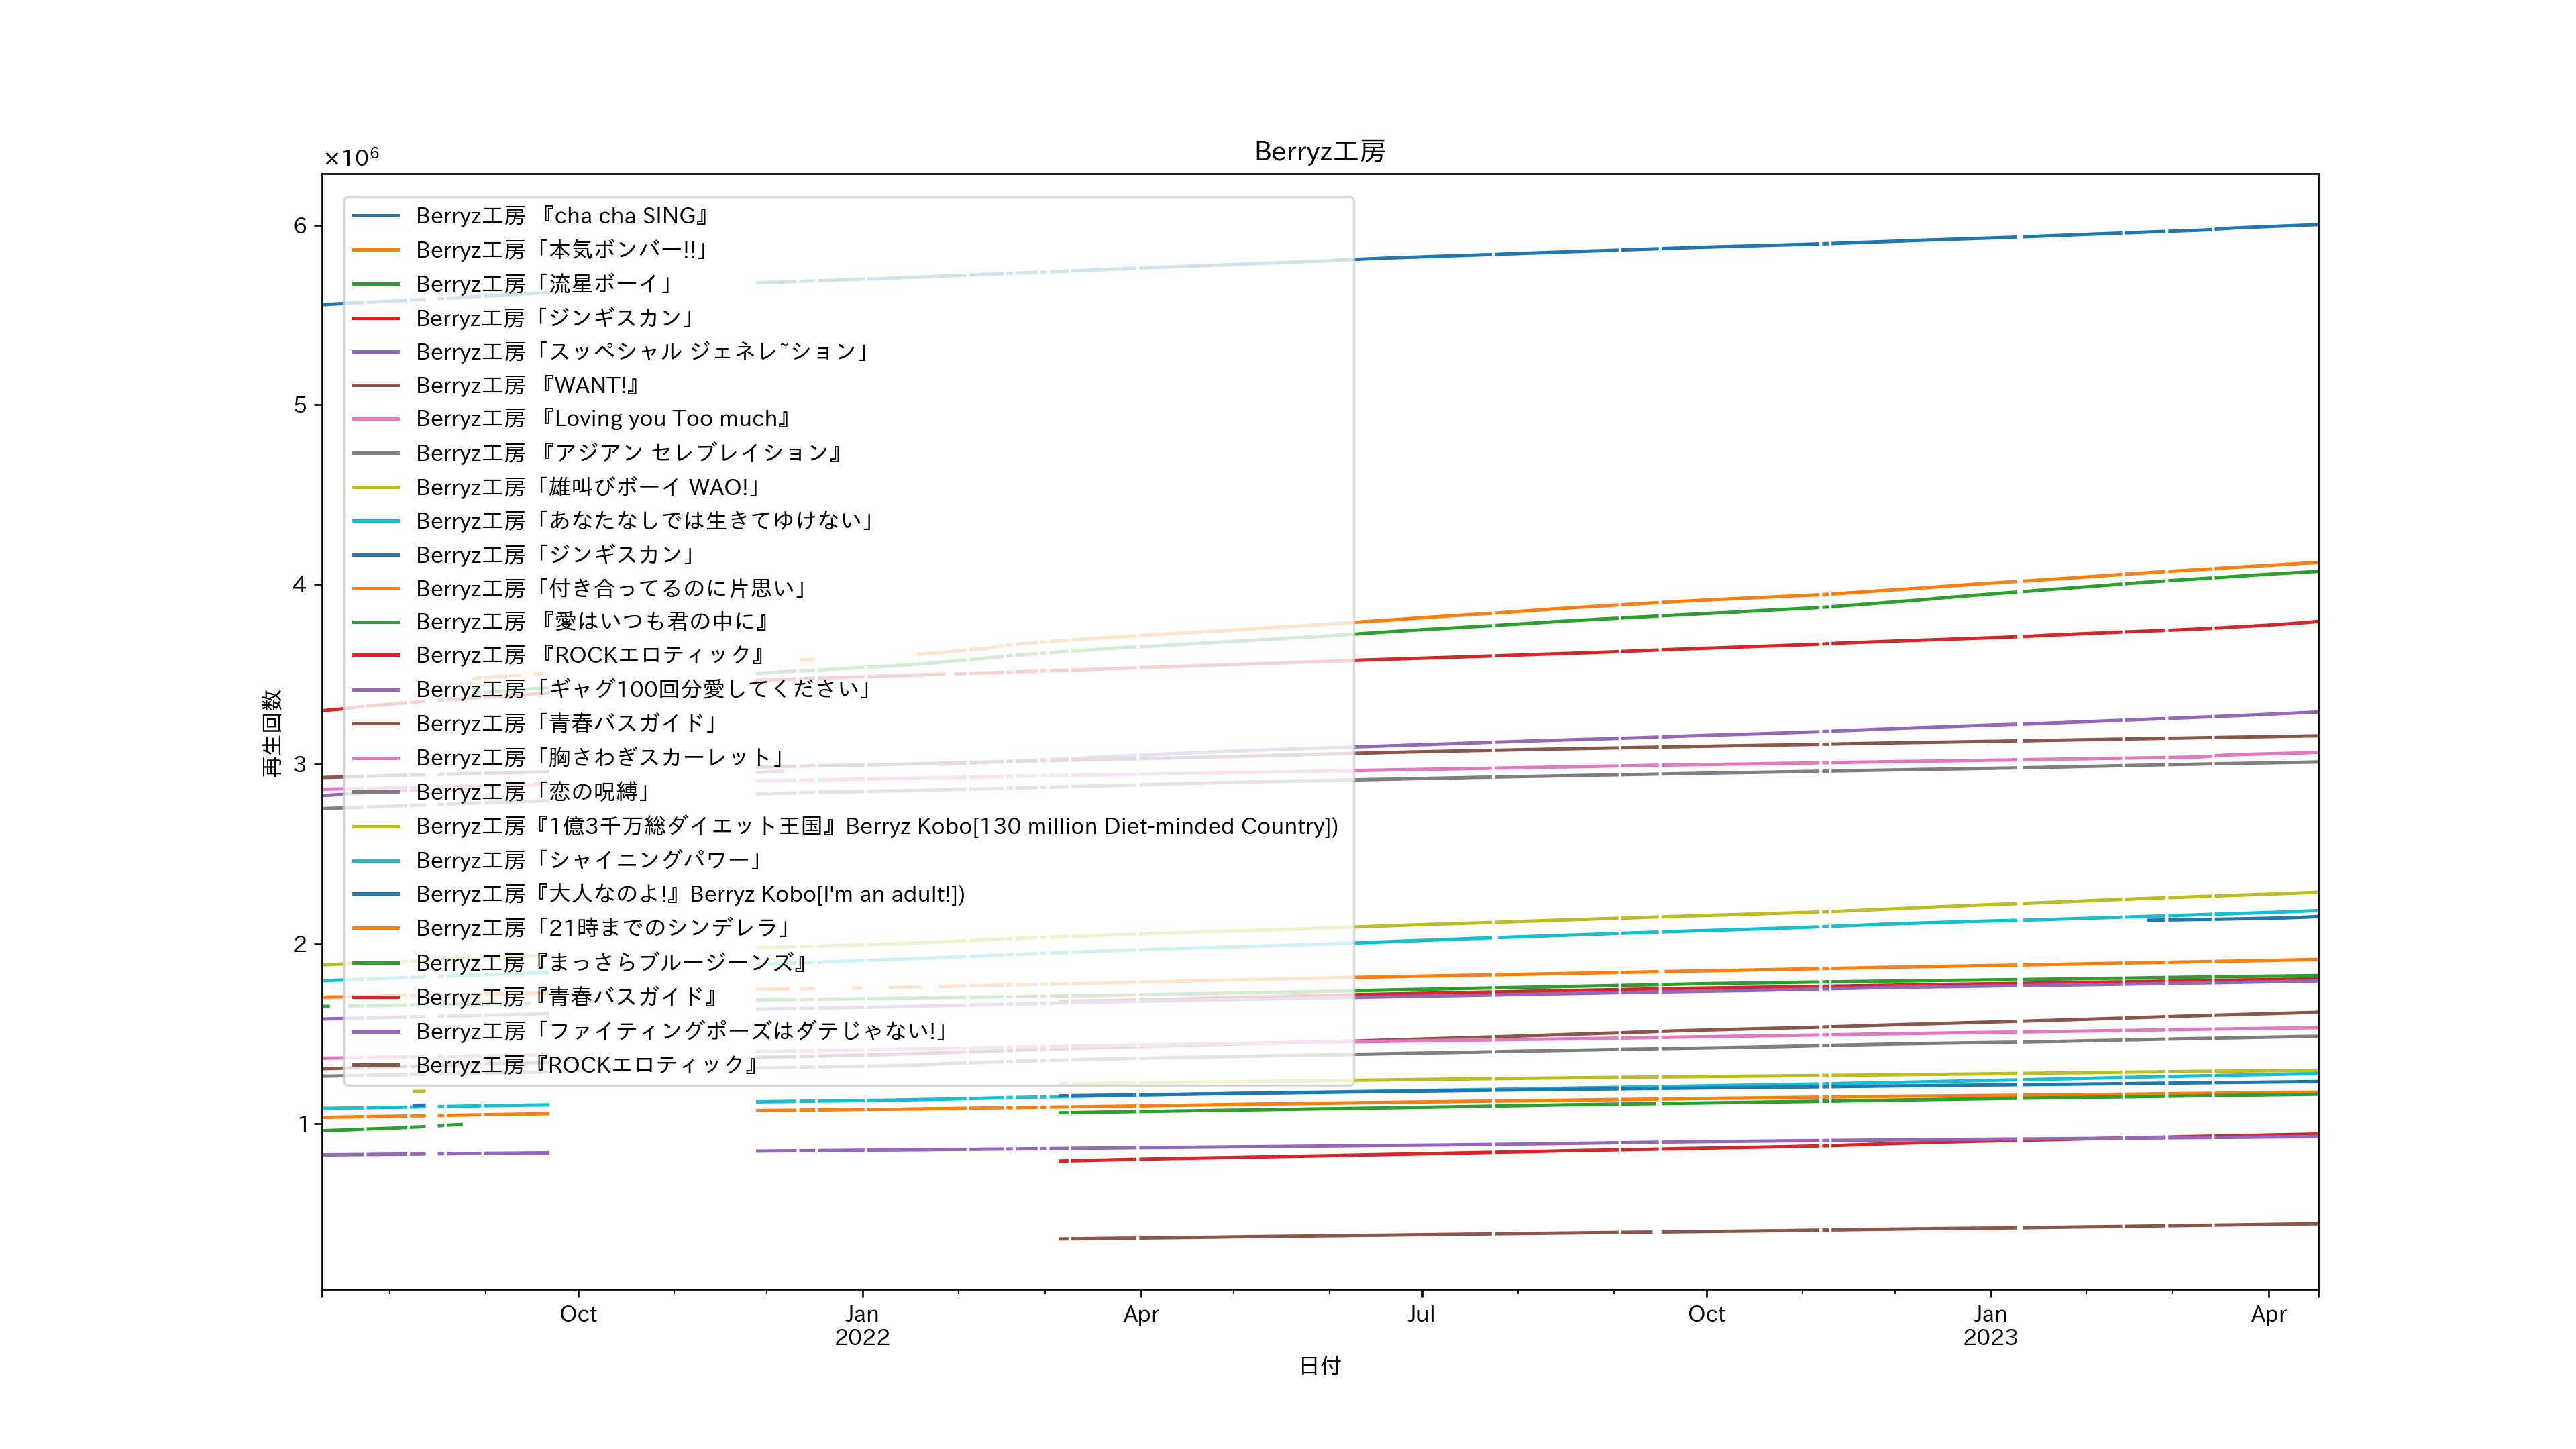 Berryz工房
×10⁶
6
5
4
3
2
1
再生回数
Berryz工房 『cha cha SING』
Berryz工房「本気ボンバー!!」
Berryz工房「流星ボーイ」
Berryz工房「ジンギスカン」
Berryz工房「スッペシャル ジェネレ~ション」
Berryz工房 『WANT!』
Berryz工房 『Loving you Too much』
Berryz工房 『アジアン セレブレイション』
Berryz工房「雄叫びボーイ WAO!」
Berryz工房「あなたなしでは生きてゆけない」
Berryz工房「ジンギスカン」
Berryz工房「付き合ってるのに片思い」
Berryz工房 『愛はいつも君の中に』
Berryz工房 『ROCKエロティック』
Berryz工房「ギャグ100回分愛してください」
Berryz工房「青春バスガイド」
Berryz工房「胸さわぎスカーレット」
Berryz工房「恋の呪縛」
Berryz工房『1億3千万総ダイエット王国』Berryz Kobo[130 million Diet-minded Country])
Berryz工房「シャイニングパワー」
Berryz工房『大人なのよ!』Berryz Kobo[I'm an adult!])
Berryz工房「21時までのシンデレラ」
Berryz工房『まっさらブルージーンズ』
Berryz工房『青春バスガイド』
Berryz工房「ファイティングポーズはダテじゃない!」
Berryz工房『ROCKエロティック』
Oct Jan Apr Jul Oct Jan Apr
2022 2023
日付